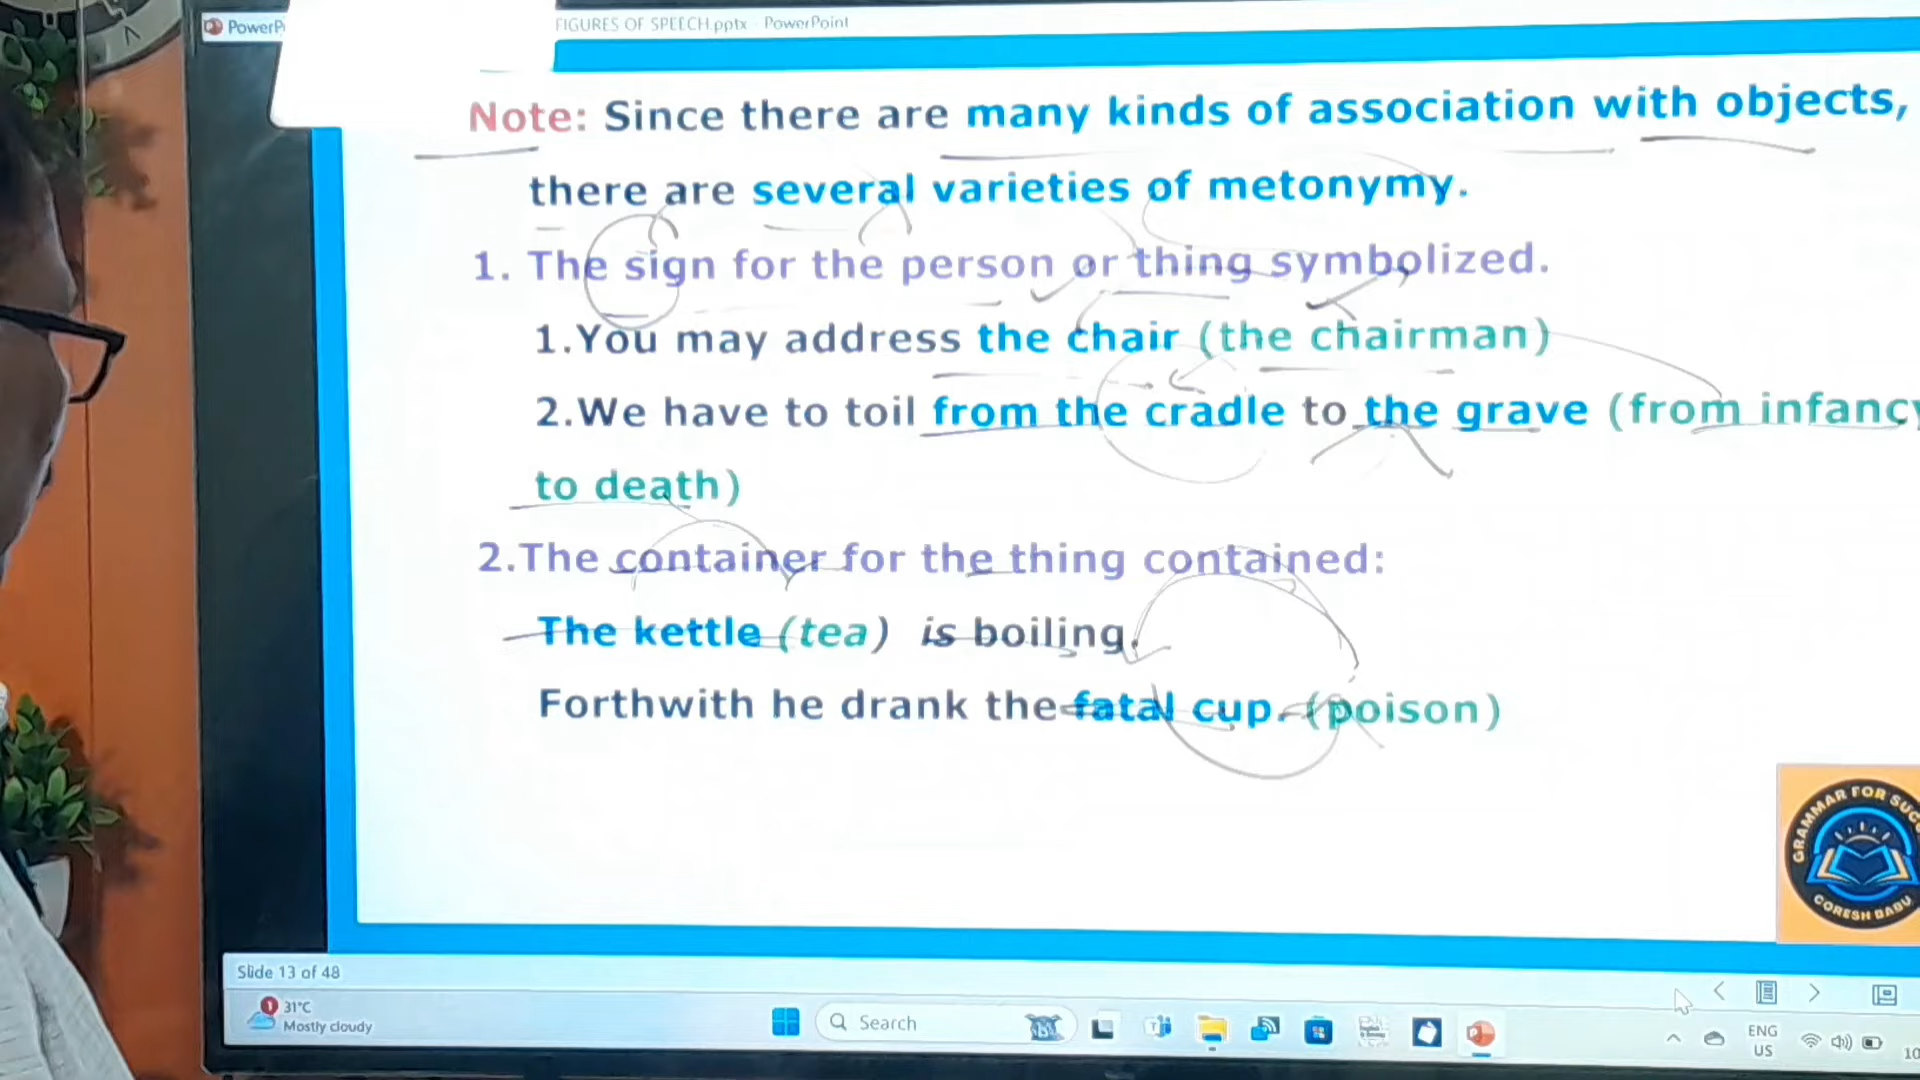 PowerP
FIGURES OF SPEECH.pptx - PowerPoint
Note: Since there are many kinds of association with objects,
there are several varieties of metonymy.
1. The sign for the person or thing symbolized.
1.You may address the chair (the chairman)
2.We have to toil from the cradle to the grave (from infancy
to death)
2.The container for the thing contained:
The kettle (tea) is boiling.
Forthwith he drank the fatal cup. (poison)
GRAMMAR FOR SUCC
CORESH BABU
Slide 13 of 48
1
31°C
Mostly cloudy
Search
ENG
US
10